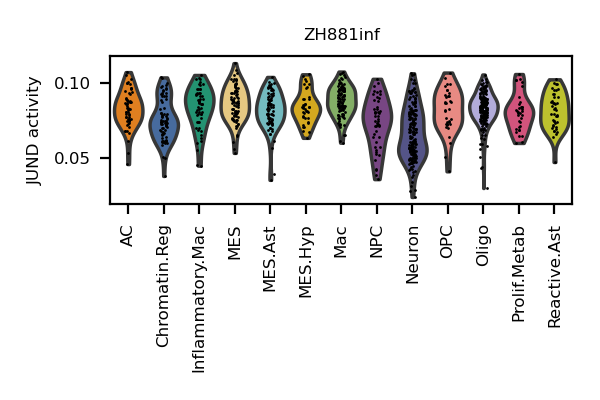 ZH881inf
JUND activity
0.10
0.05
AC
Chromatin.Reg
Inflammatory.Mac
MES
MES.Ast
MES.Hyp
Mac
NPC
Neuron
OPC
Oligo
Prolif.Metab
Reactive.Ast